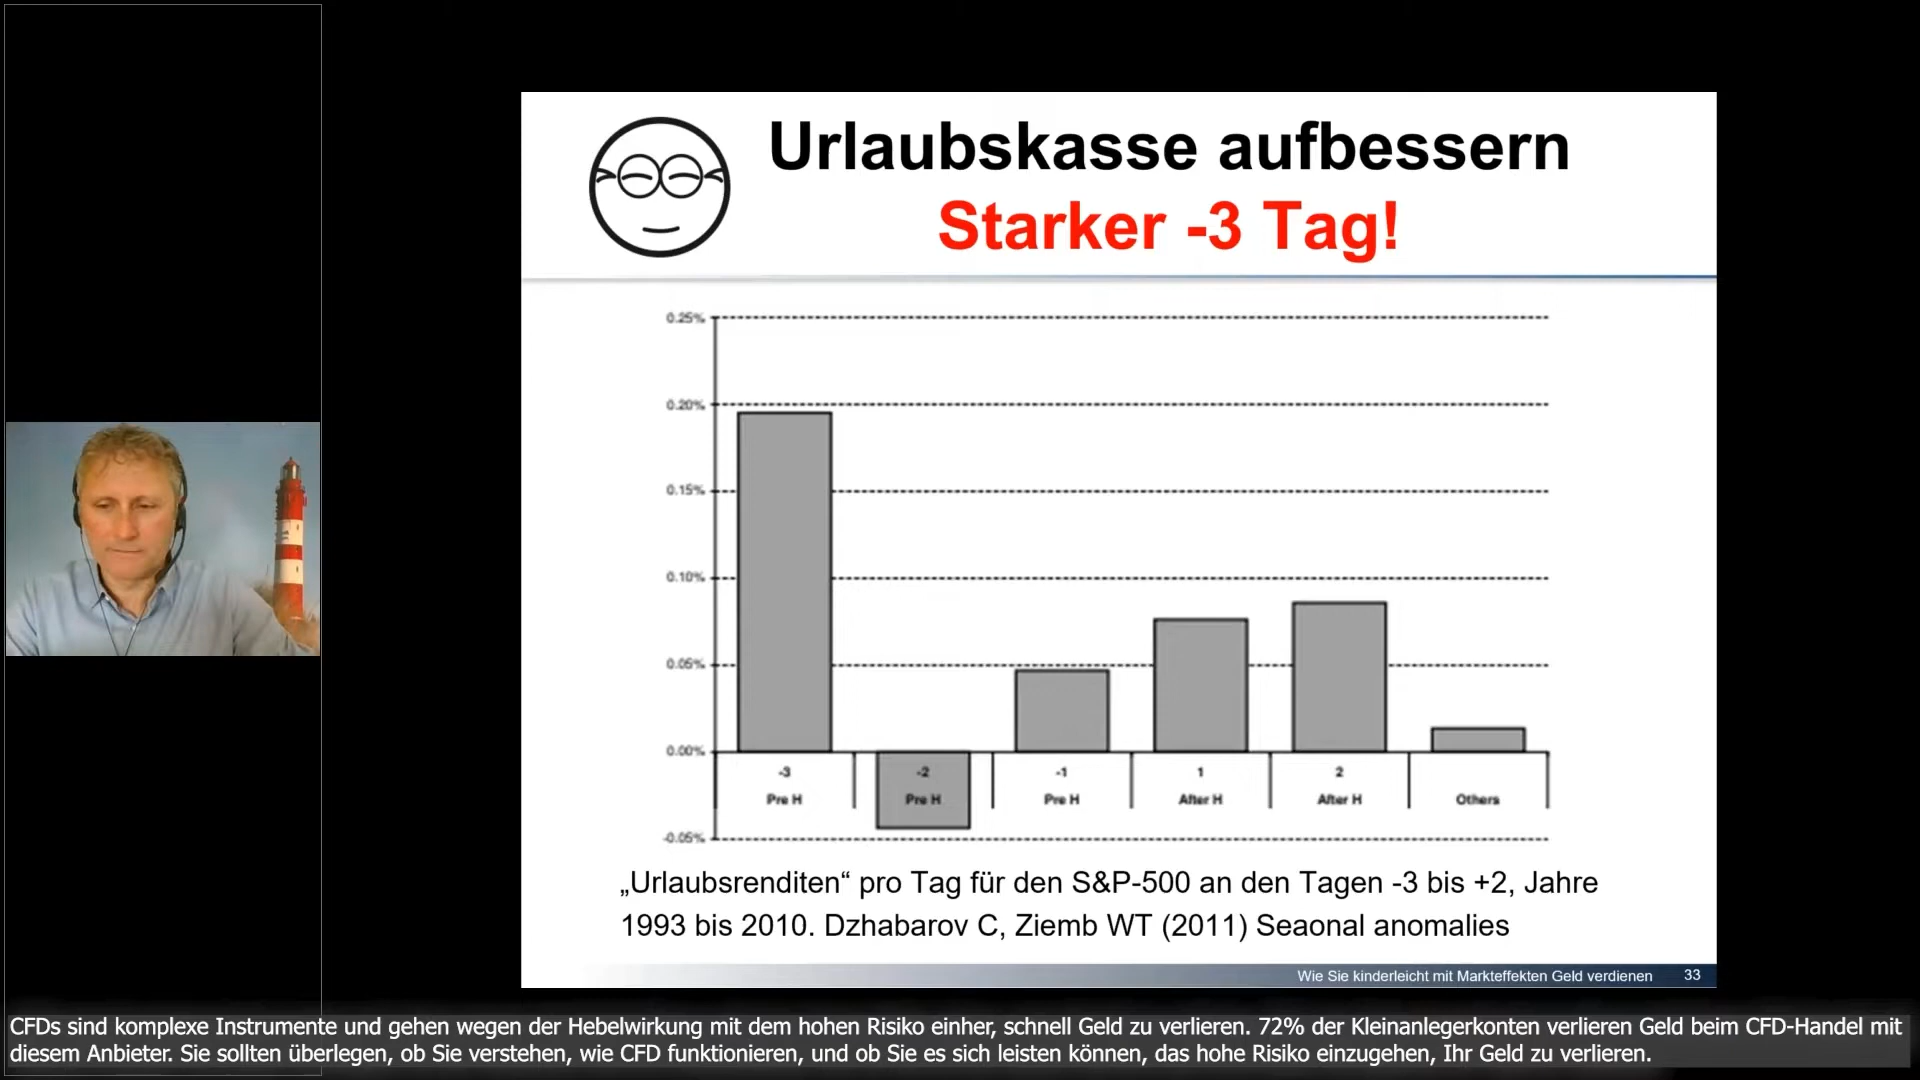 Urlaubskasse aufbessern
Starker -3 Tag!
0.25%
0.20%
0.15%
0.10%
0.05%
0.00%
-0.05%
-3 -2 -1 1 2
Pre H Pre H Pre H After H After H Others
„Urlaubsrenditen“ pro Tag für den S&P-500 an den Tagen -3 bis +2, Jahre
1993 bis 2010. Dzhabarov C, Ziemb WT (2011) Seaonal anomalies
Wie Sie kinderleicht mit Markteffekten Geld verdienen 33
CFDs sind komplexe Instrumente und gehen wegen der Hebelwirkung mit dem hohen Risiko einher, schnell Geld zu verlieren. 72% der Kleinanlegerkonten verlieren Geld beim CFD-Handel mit
diesem Anbieter. Sie sollten überlegen, ob Sie verstehen, wie CFD funktionieren, und ob Sie es sich leisten können, das hohe Risiko einzugehen, Ihr Geld zu verlieren.